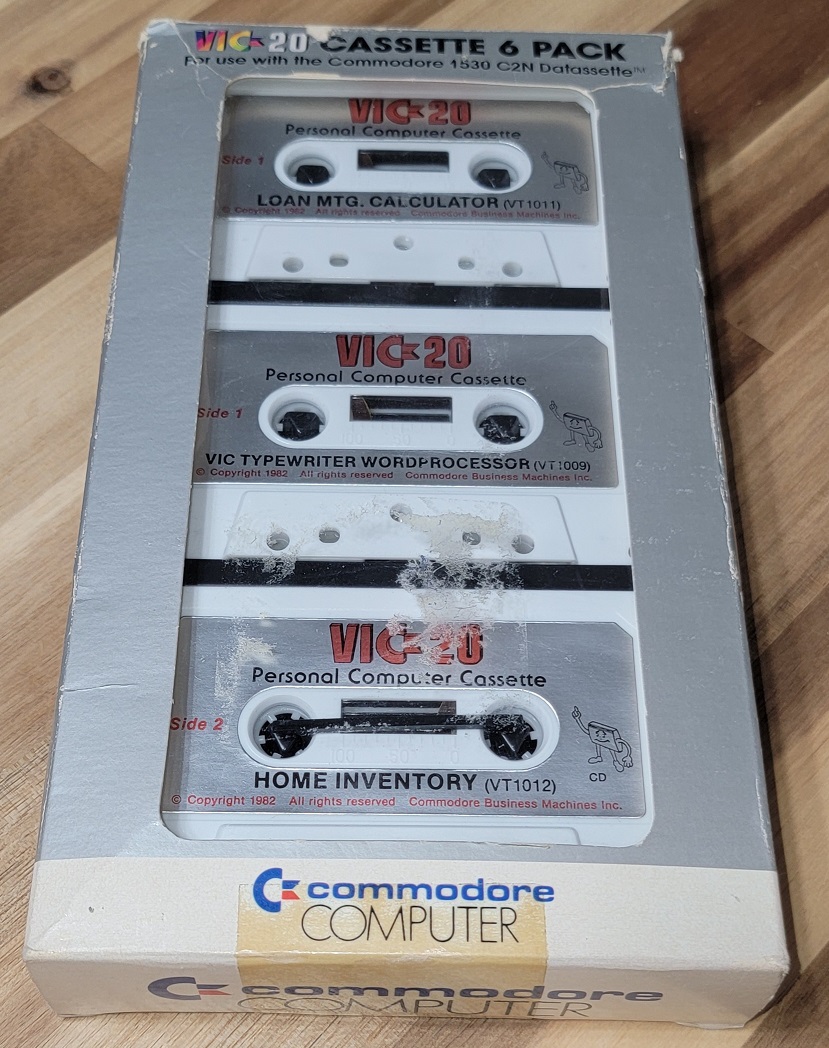 VIC-20 CASSETTE 6 PACK
For use with the Commodore 1530 C2N Datassette™
VIC 20
Personal Computer Cassette
Side 1
LOAN MTG. CALCULATOR (VT1011)
© Copyright 1982 All rights reserved Commodore Business Machines Inc.
VIC 20
Personal Computer Cassette
Side 1
100 50 0
VIC TYPEWRITER WORDPROCESSOR (VT1009)
© Copyright 1982 All rights reserved Commodore Business Machines Inc.
VIC 20
Personal Computer Cassette
Side 2
100 50 0
CD
HOME INVENTORY (VT1012)
© Copyright 1982 All rights reserved Commodore Business Machines Inc.
commodore
COMPUTER
commodore
COMPUTER